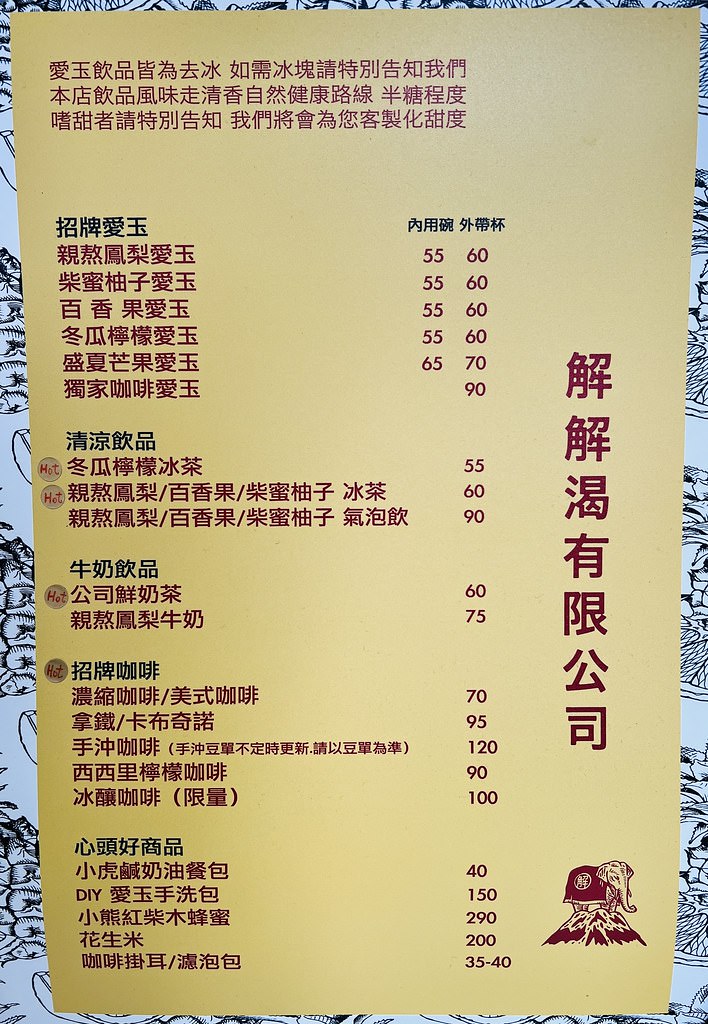 愛玉飲品皆為去冰 如需冰塊請特別告知我們
本店飲品風味走清香自然健康路線 半糖程度
嗜甜者請特別告知 我們將會為您客製化甜度
招牌愛玉 內用碗 外帶杯
親熬鳳梨愛玉 55 60
柴蜜柚子愛玉 55 60
百香果愛玉 55 60
冬瓜檸檬愛玉 55 60
盛夏芒果愛玉 65 70
獨家咖啡愛玉 90
清涼飲品
Hot 冬瓜檸檬冰茶 55
Hot 親熬鳳梨/百香果/柴蜜柚子 冰茶 60
親熬鳳梨/百香果/柴蜜柚子 氣泡飲 90
牛奶飲品
Hot 公司鮮奶茶 60
親熬鳳梨牛奶 75
Hot 招牌咖啡
濃縮咖啡/美式咖啡 70
拿鐵/卡布奇諾 95
手沖咖啡（手沖豆單不定時更新.請以豆單為準） 120
西西里檸檬咖啡 90
冰釀咖啡（限量） 100
心頭好商品
小虎鹹奶油餐包 40
DIY 愛玉手洗包 150
小熊紅柴木蜂蜜 290
花生米 200
咖啡掛耳/濾泡包 35-40
解解渴有限公司
解